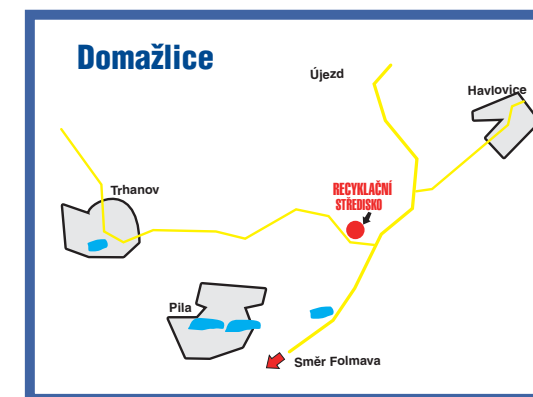 Domažlice
Újezd
Havlovice
Trhanov
RECYKLAČNÍ
STŘEDISKO
Pila
Směr Folmava